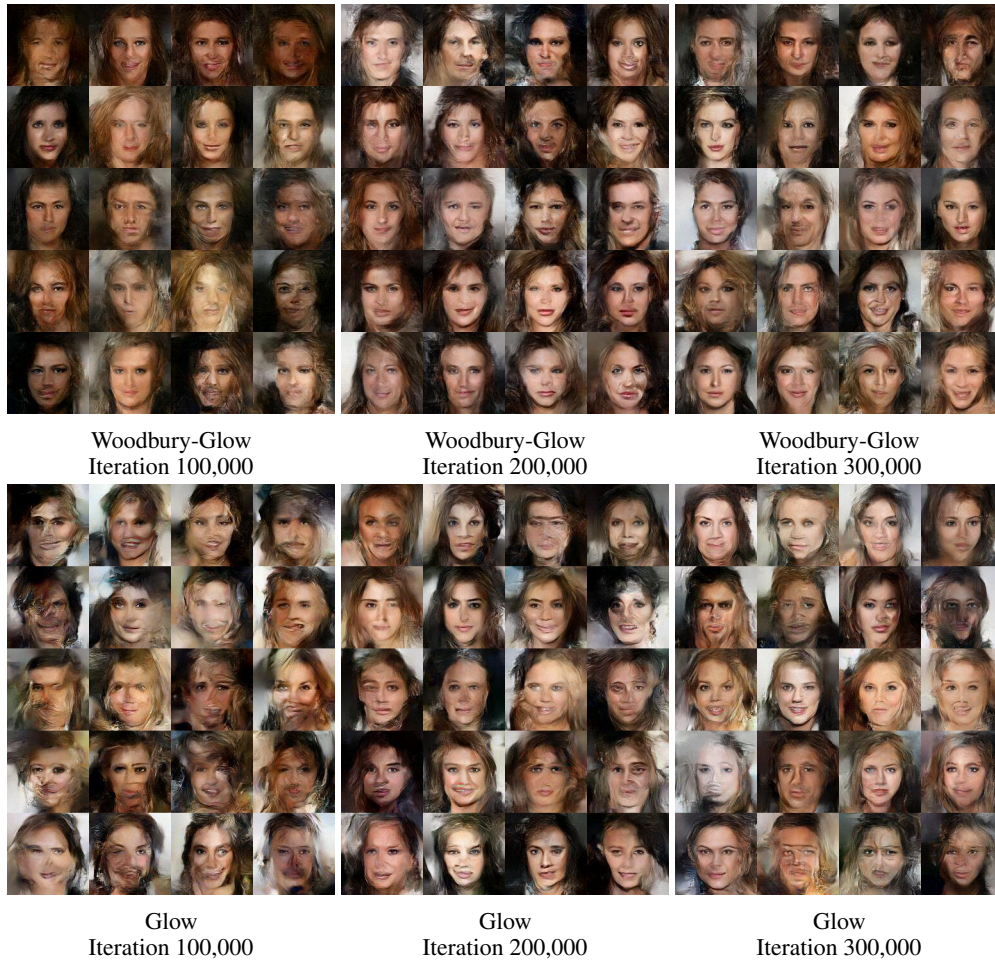 Woodbury-Glow
Iteration 100,000
Woodbury-Glow
Iteration 200,000
Woodbury-Glow
Iteration 300,000
Glow
Iteration 100,000
Glow
Iteration 200,000
Glow
Iteration 300,000